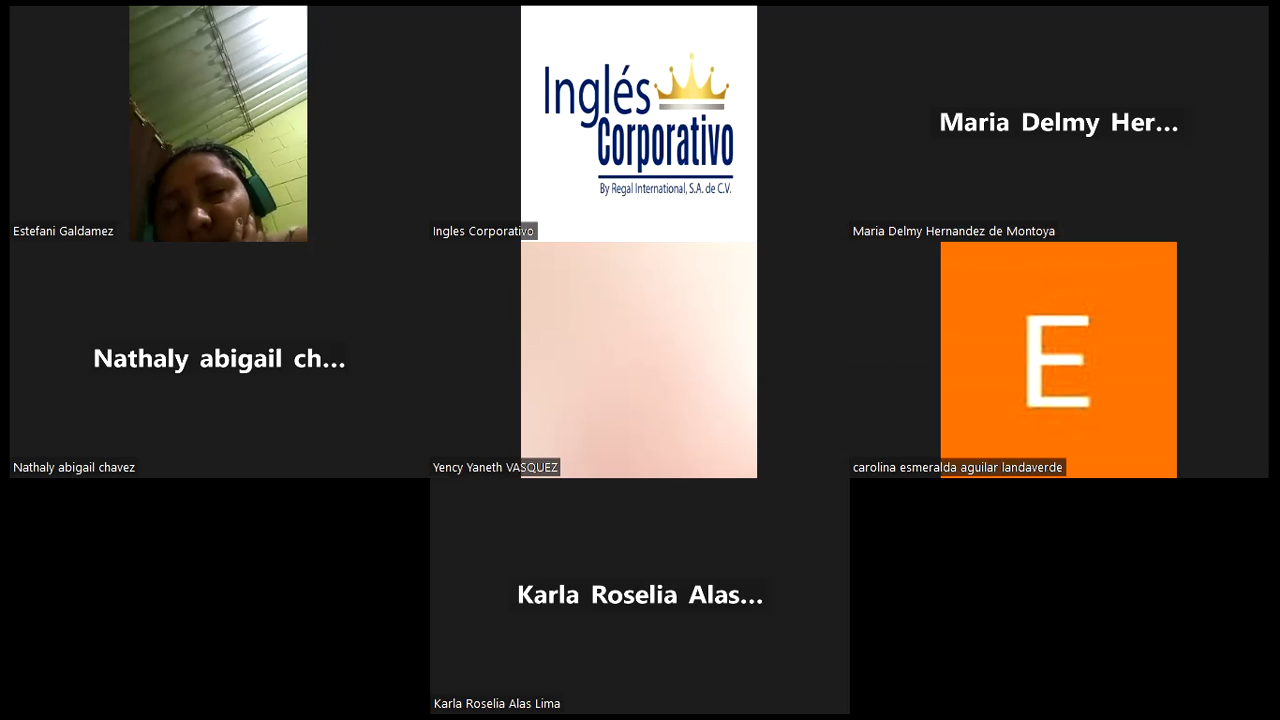 Estefani Galdamez
Inglés
Corporativo
By Regal International, S.A. de C.V.
Ingles Corporativo
Maria Delmy Her...
Maria Delmy Hernandez de Montoya
Nathaly abigail ch...
Nathaly abigail chavez
Yency Yaneth VASQUEZ
E
carolina esmeralda aguilar landaverde
Karla Roselia Alas...
Karla Roselia Alas Lima